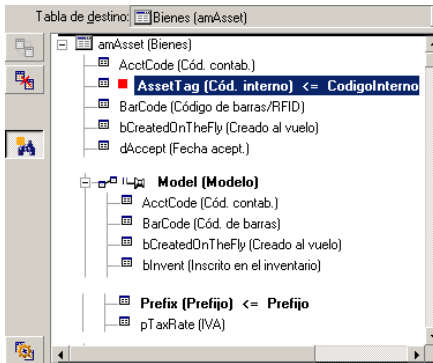 Tabla de destino: Bienes (amAsset)
amAsset (Bienes)
AcctCode (Cód. contab.)
AssetTag (Cód. interno) <= CodigoInterno
BarCode (Código de barras/RFID)
bCreatedOnTheFly (Creado al vuelo)
dAccept (Fecha acept.)
Model (Modelo)
AcctCode (Cód. contab.)
BarCode (Cód. de barras)
bCreatedOnTheFly (Creado al vuelo)
bInvent (Inscrito en el inventario)
Prefix (Prefijo) <= Prefijo
pTaxRate (IVA)